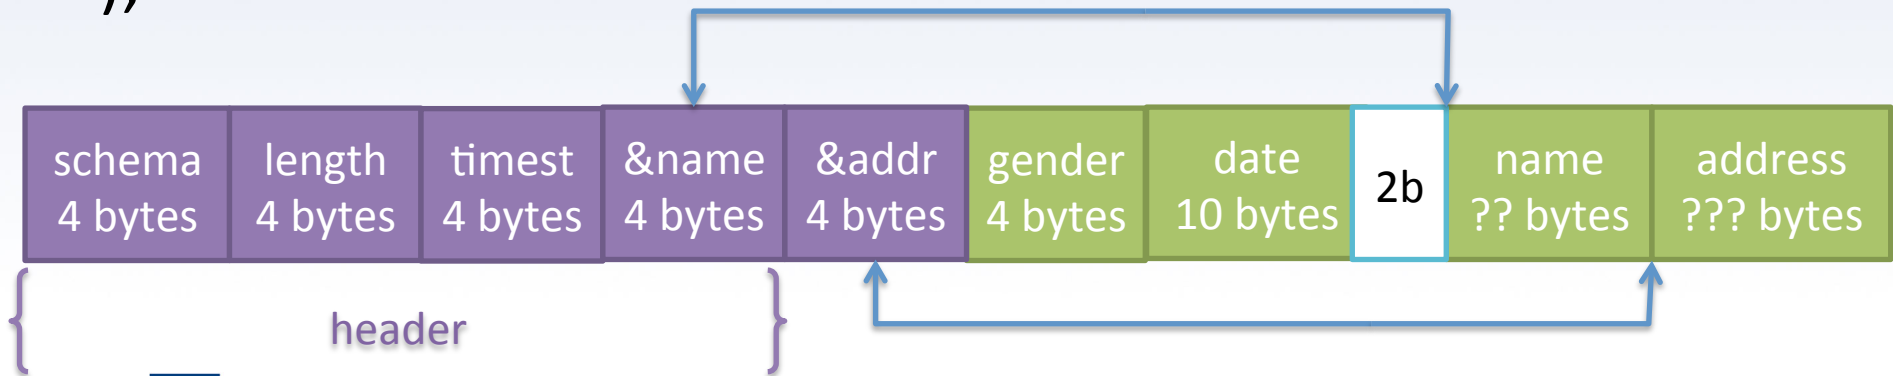 );
schema
4 bytes
length
4 bytes
timest
4 bytes
&name
4 bytes
&addr
4 bytes
gender
4 bytes
date
10 bytes
2b
name
?? bytes
address
??? bytes
header